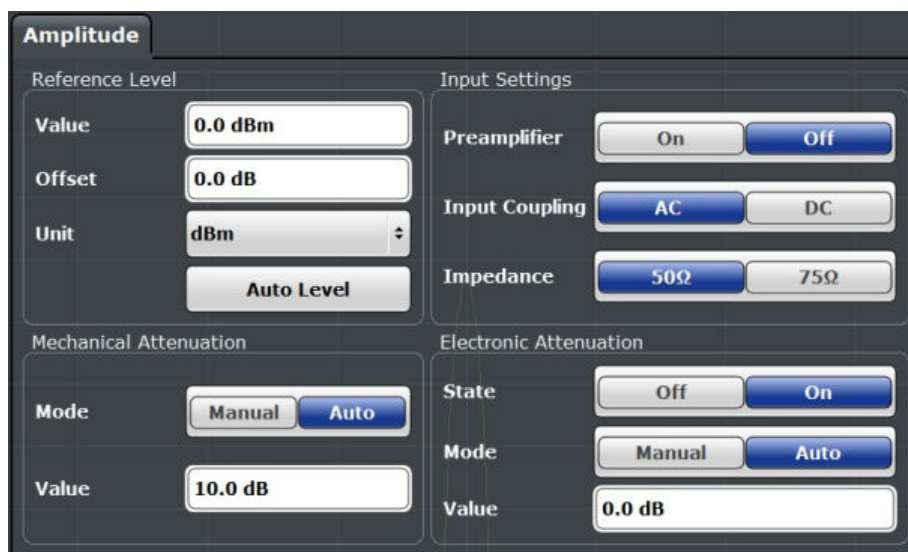 Amplitude
Reference Level
Value 0.0 dBm
Offset 0.0 dB
Unit dBm
Auto Level
Input Settings
Preamplifier On Off
Input Coupling AC DC
Impedance 50Ω 75Ω
Mechanical Attenuation
Mode Manual Auto
Value 10.0 dB
Electronic Attenuation
State Off On
Mode Manual Auto
Value 0.0 dB